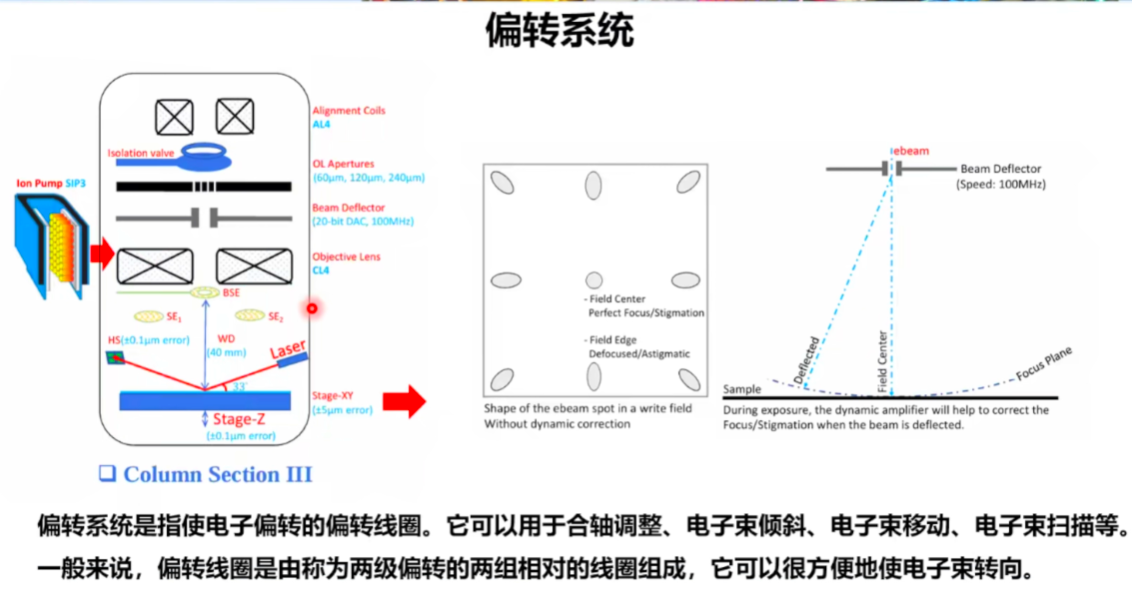 偏转系统
Alignment Coils
AL4
Isolation valve
OL Apertures
(60μm, 120μm, 240μm)
Ion Pump SIP3
Beam Deflector
(20-bit DAC, 100MHz)
Objective Lens
CL4
BSE
SE₁
SE₂
HS(±0.1μm error)
WD
(40 mm)
Laser
33°
Stage-XY
(±5μm error)
Stage-Z
(±0.1μm error)
❑ Column Section III
- Field Center
Perfect Focus/Stigmation
- Field Edge
Defocused/Astigmatic
Shape of the ebeam spot in a write field
Without dynamic correction
ebeam
Beam Deflector
(Speed: 100MHz)
Deflected
Field Center
Focus Plane
Sample
During exposure, the dynamic amplifier will help to correct the
Focus/Stigmation when the beam is deflected.
偏转系统是指使电子偏转的偏转线圈。它可以用于合轴调整、电子束倾斜、电子束移动、电子束扫描等。
一般来说，偏转线圈是由称为两级偏转的两组相对的线圈组成，它可以很方便地使电子束转向。